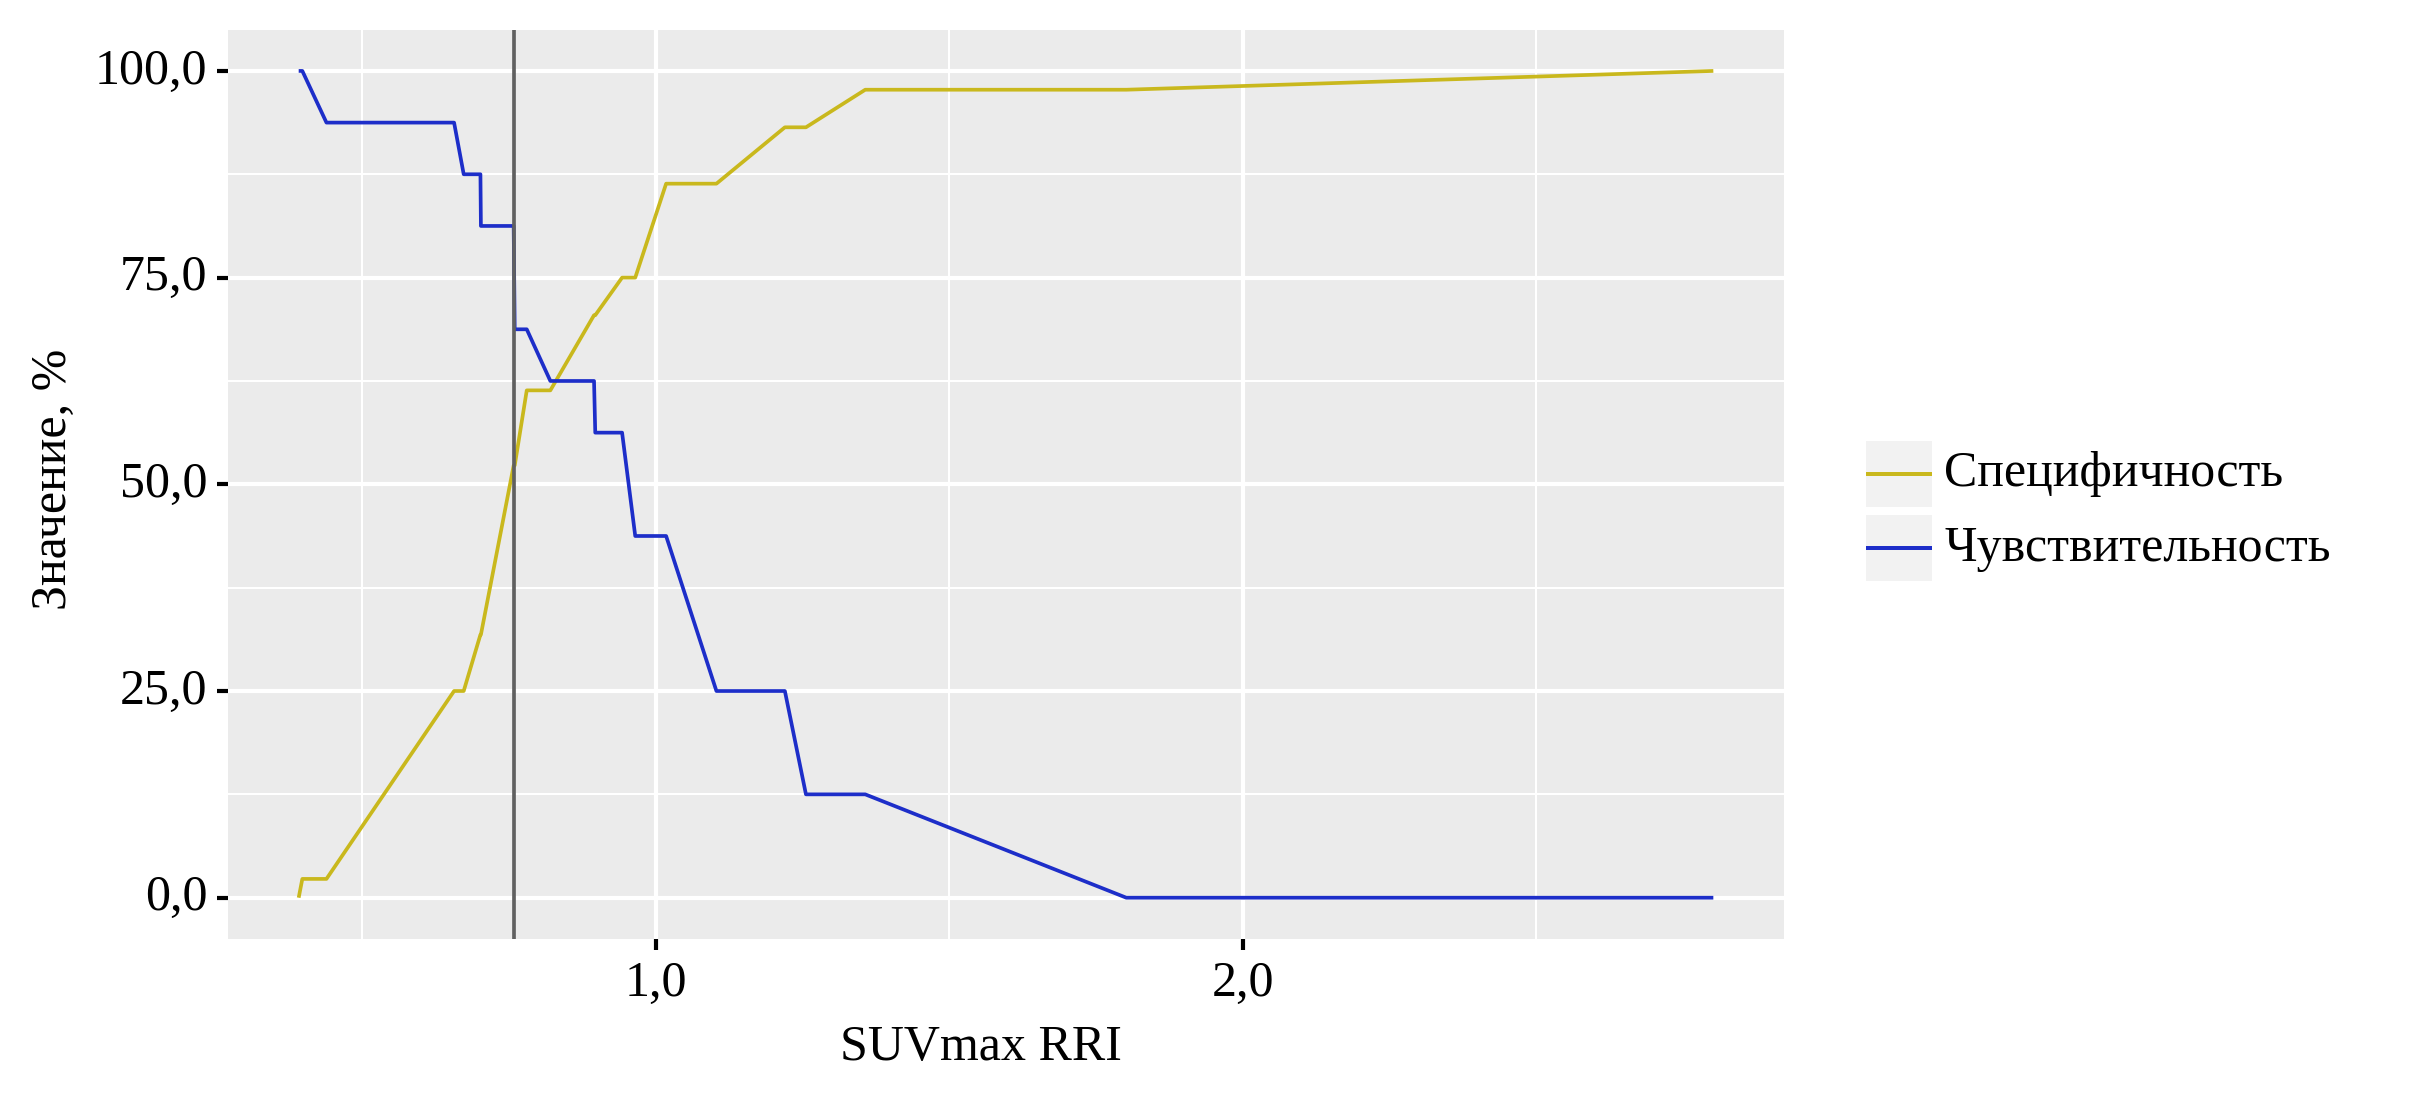 100,0
75,0
50,0
25,0
0,0
Значение, %
1,0
2,0
SUVmax RRI
Специфичность
Чувствительность